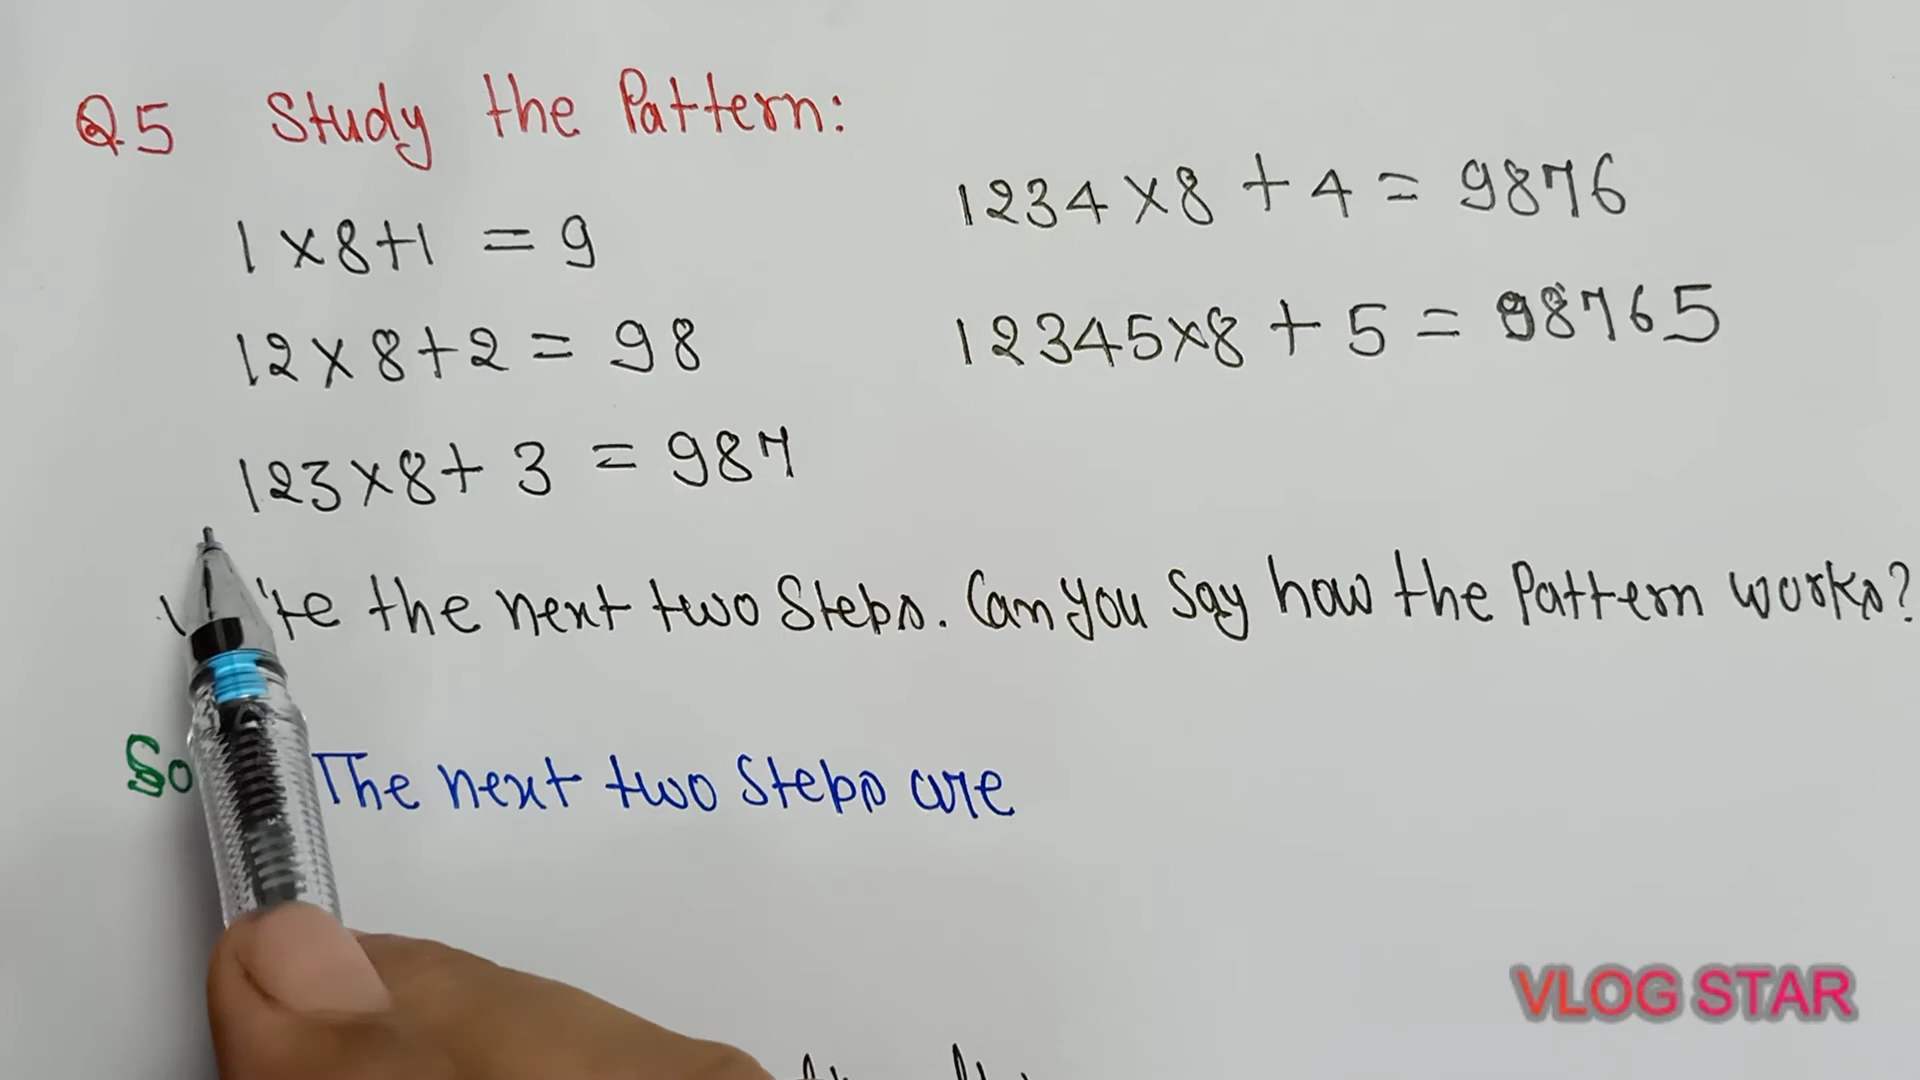 Q.5 Study the Pattern:
1 × 8 + 1 = 9
12 × 8 + 2 = 98
123 × 8 + 3 = 987
1234 × 8 + 4 = 9876
12345 × 8 + 5 = 98765
the next two Steps. Can you Say how the Pattern works?
The next two Steps are
VLOG STAR